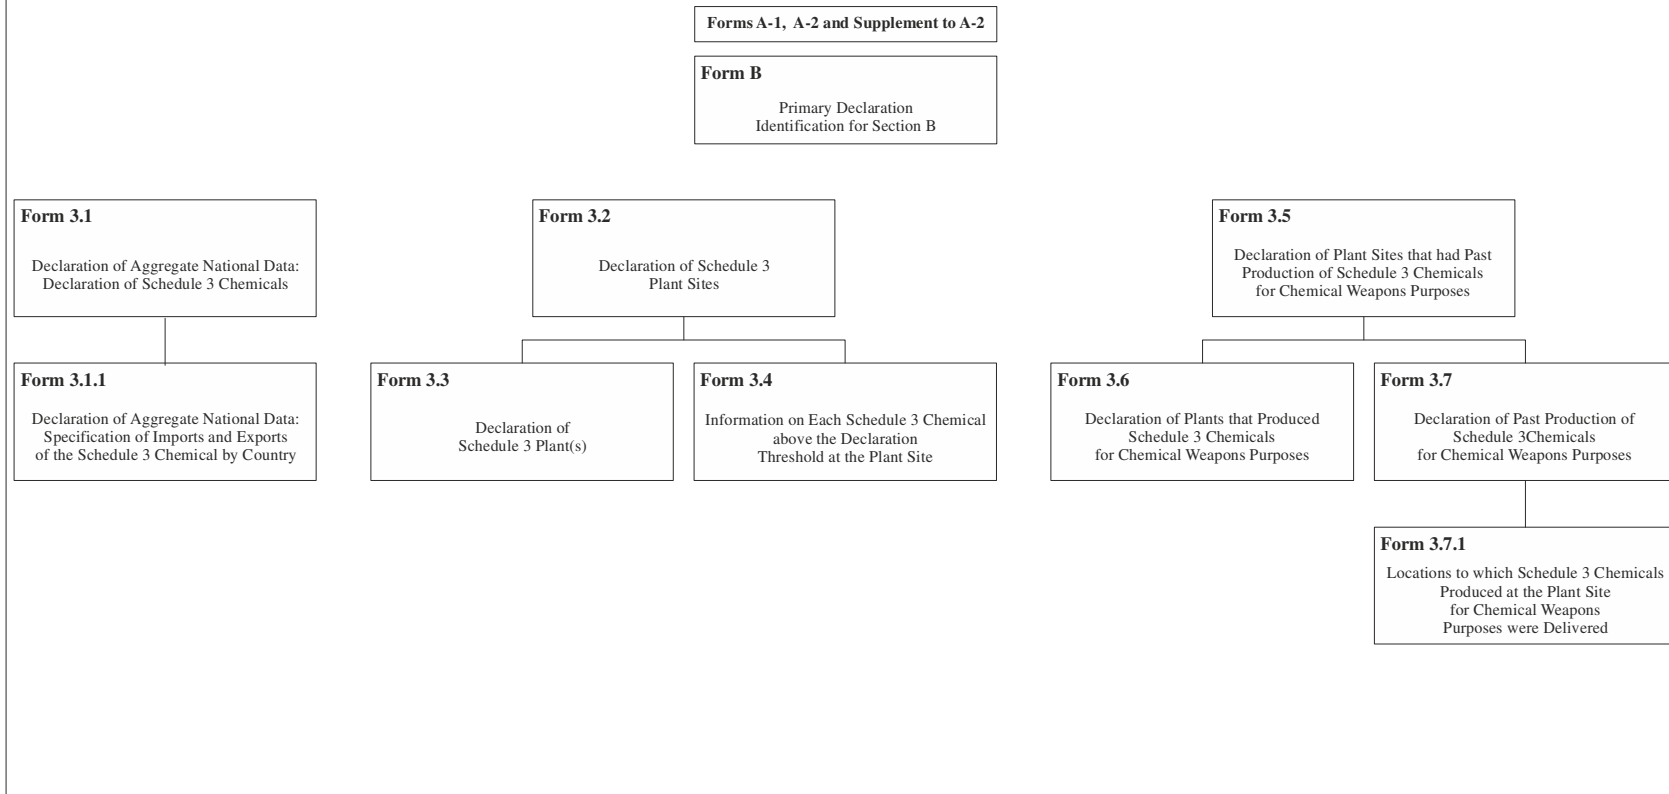 Forms A-1, A-2 and Supplement to A-2
Form B
Primary Declaration
Identification for Section B
Form 3.1
Declaration of Aggregate National Data:
Declaration of Schedule 3 Chemicals
Form 3.2
Declaration of Schedule 3
Plant Sites
Form 3.5
Declaration of Plant Sites that had Past
Production of Schedule 3 Chemicals
for Chemical Weapons Purposes
Form 3.1.1
Declaration of Aggregate National Data:
Specification of Imports and Exports
of the Schedule 3 Chemical by Country
Form 3.3
Declaration of
Schedule 3 Plant(s)
Form 3.4
Information on Each Schedule 3 Chemical
above the Declaration
Threshold at the Plant Site
Form 3.6
Declaration of Plants that Produced
Schedule 3 Chemicals
for Chemical Weapons Purposes
Form 3.7
Declaration of Past Production of
Schedule 3Chemicals
for Chemical Weapons Purposes
Form 3.7.1
Locations to which Schedule 3 Chemicals
Produced at the Plant Site
for Chemical Weapons
Purposes were Delivered